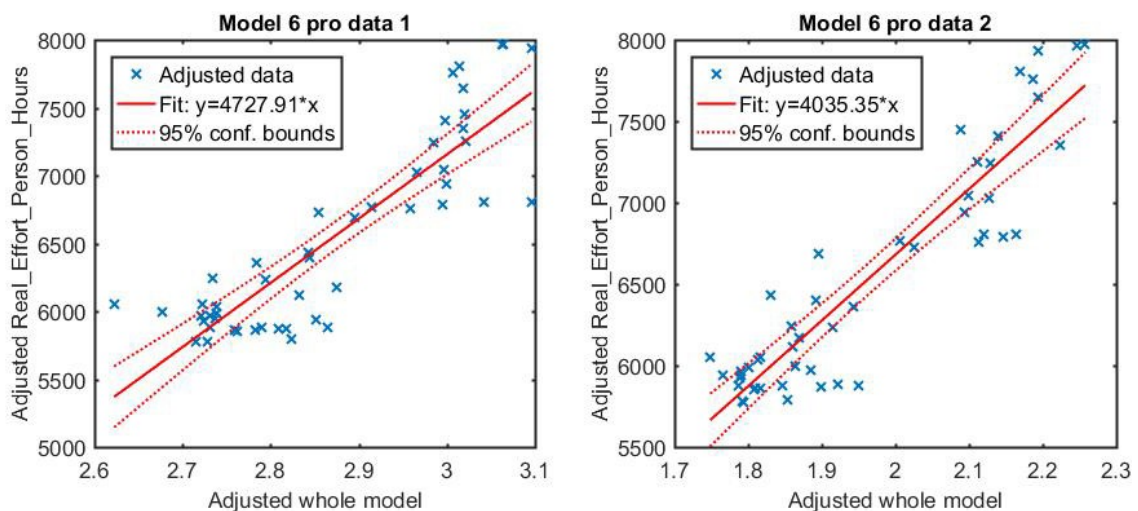 Model 6 pro data 1
8000
7500
7000
6500
6000
5500
5000
2.6
2.7
2.8
2.9
3
3.1
Adjusted Real_Effort_Person_Hours
Adjusted whole model
Adjusted data
Fit: y=4727.91*x
95% conf. bounds
Model 6 pro data 2
8000
7500
7000
6500
6000
5500
1.7
1.8
1.9
2
2.1
2.2
2.3
Adjusted Real_Effort_Person_Hours
Adjusted whole model
Adjusted data
Fit: y=4035.35*x
95% conf. bounds